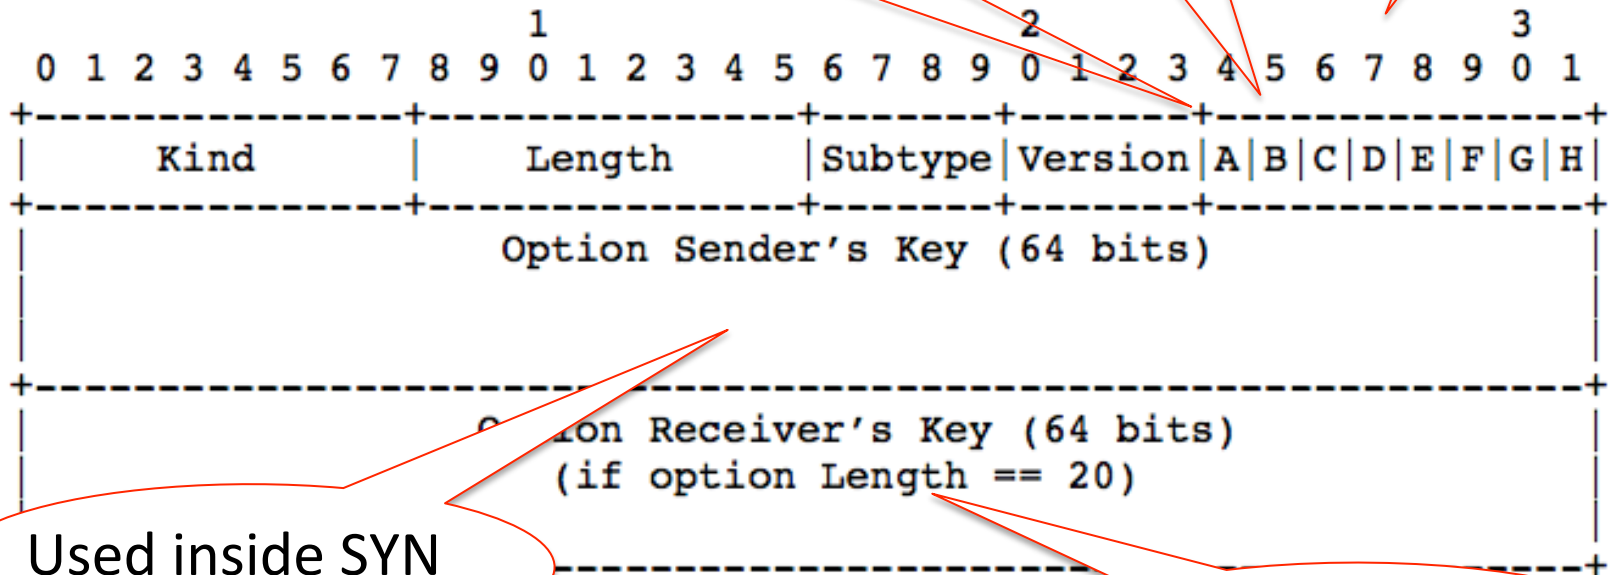 1 2 3
0 1 2 3 4 5 6 7 8 9 0 1 2 3 4 5 6 7 8 9 0 1 2 3 4 5 6 7 8 9 0 1
+---------------+---------------+-------+-------+---------------+
| Kind | Length |Subtype|Version|A|B|C|D|E|F|G|H|
+---------------+---------------+-------+-------+---------------+
| Option Sender's Key (64 bits) |
| |
| |
+---------------------------------------------------------------+
| Receiver's Key (64 bits) |
| (if option Length == 20) |
Used inside SYN